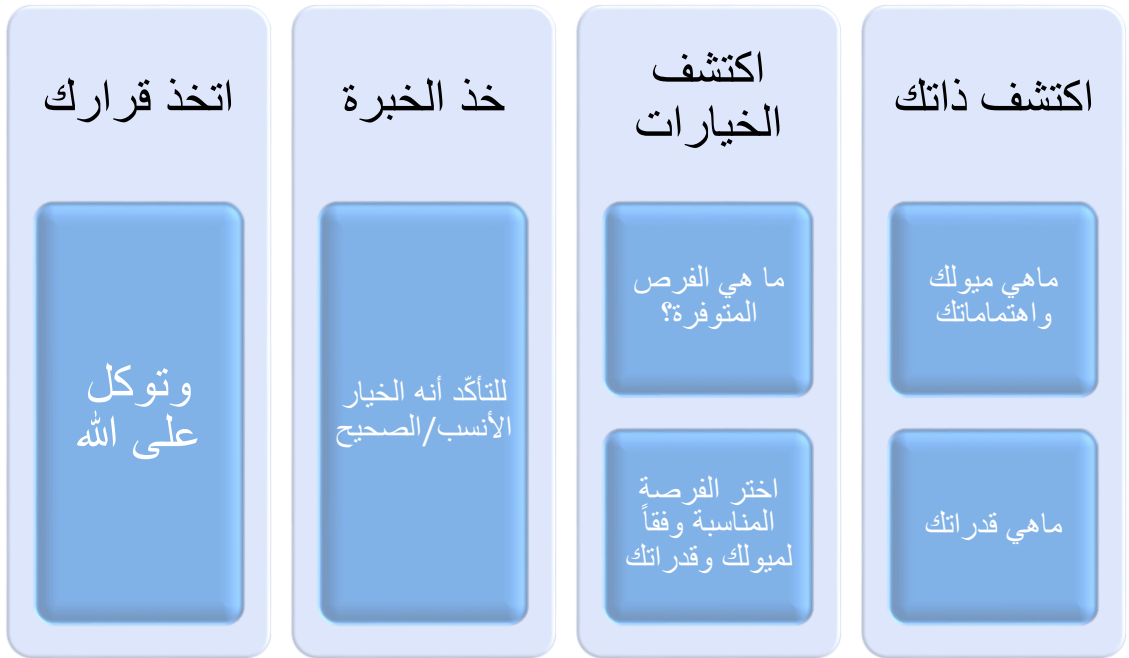 اكتشف ذاتك
ماهي ميولك
واهتماماتك
ماهي قدراتك
اكتشف
الخيارات
ما هي الفرص
المتوفرة؟
اختر الفرصة
المناسبة وفقاً
لميولك وقدراتك
خذ الخبرة
للتأكّد أنه الخيار
الأنسب/الصحيح
اتخذ قرارك
وتوكل
على الله